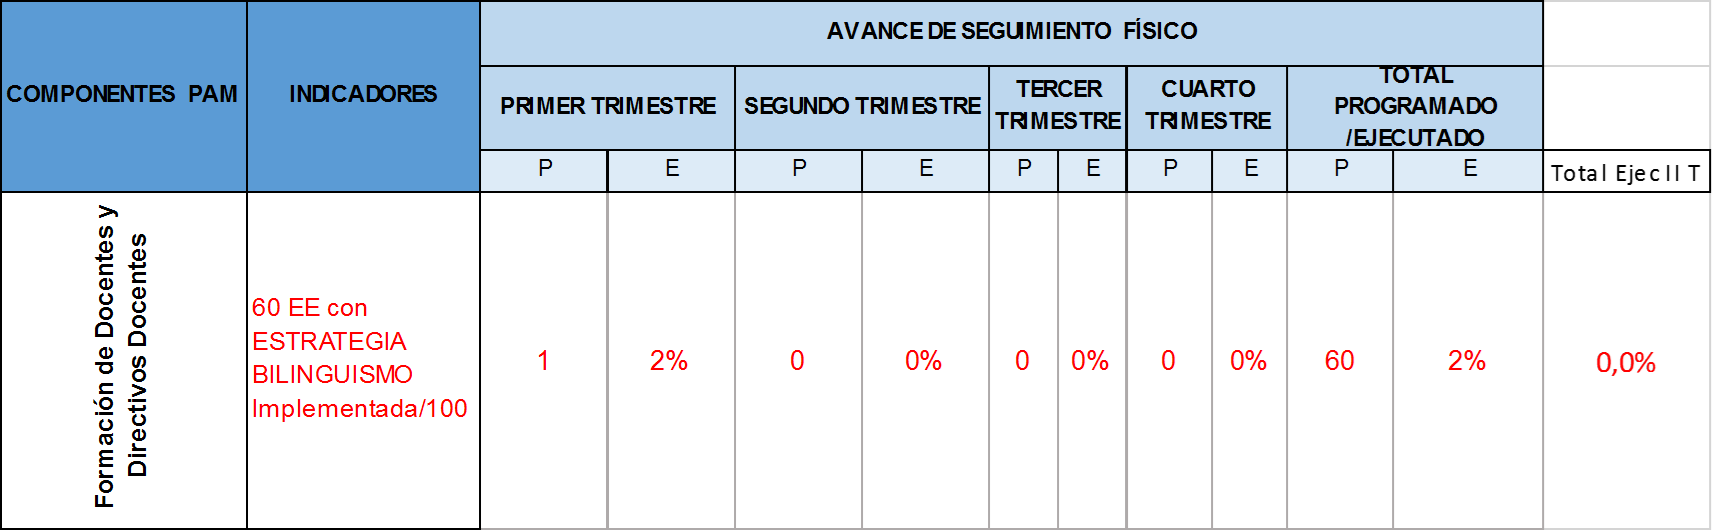 AVANCE DE SEGUIMIENTO FÍSICO
COMPONENTES PAM
INDICADORES
PRIMER TRIMESTRE
SEGUNDO TRIMESTRE
TERCER
TRIMESTRE
CUARTO
TRIMESTRE
TOTAL
PROGRAMADO
/EJECUTADO
P E P E P E P E P E Total Ejec II T
Formación de Docentes y
Directivos Docentes
60 EE con
ESTRATEGIA
BILINGUISMO
Implementada/100
1 2% 0 0% 0 0% 0 0% 60 2% 0,0%